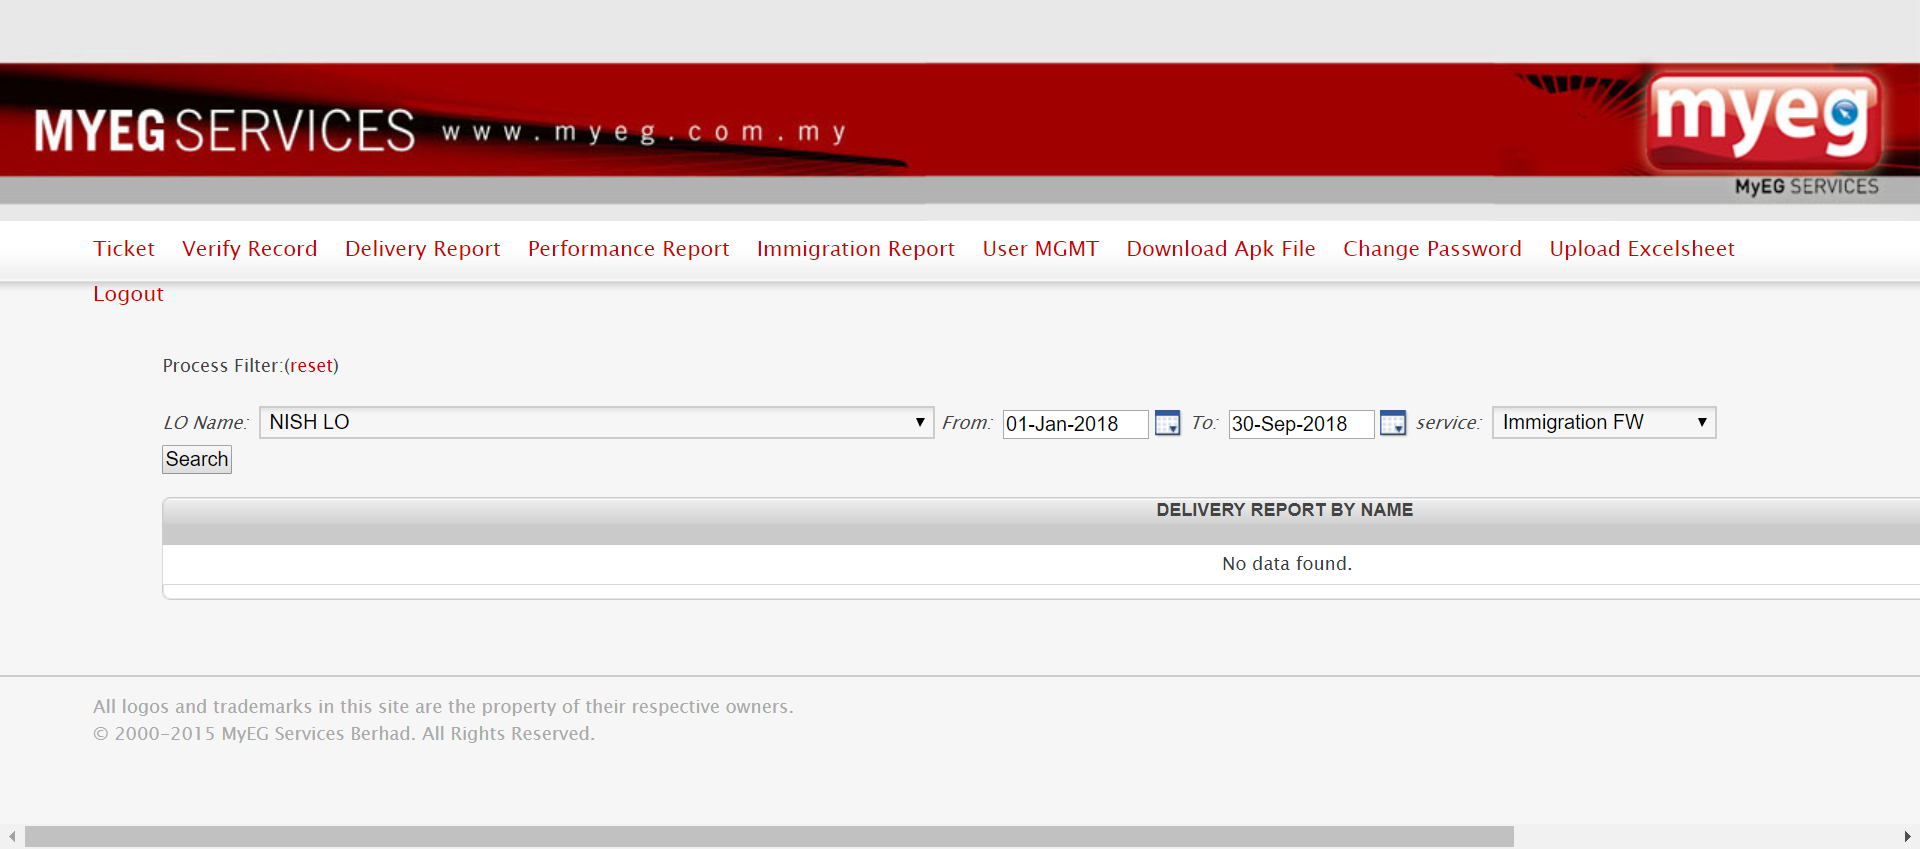 MYEG SERVICES www.myeg.com.my
myeg
MyEG SERVICES
Ticket Verify Record Delivery Report Performance Report Immigration Report User MGMT Download Apk File Change Password Upload Excelsheet
Logout
Process Filter:(reset)
LO Name: NISH LO From: 01-Jan-2018 To: 30-Sep-2018 service: Immigration FW
Search
DELIVERY REPORT BY NAME
No data found.
All logos and trademarks in this site are the property of their respective owners.
© 2000-2015 MyEG Services Berhad. All Rights Reserved.